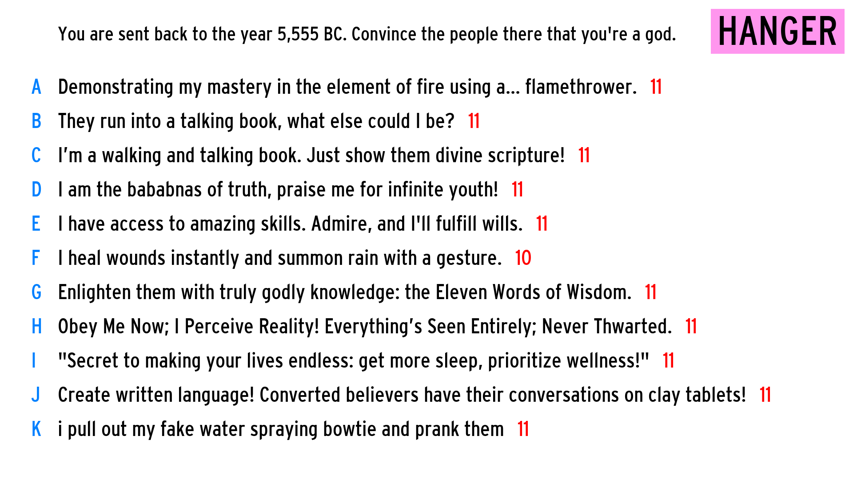 You are sent back to the year 5,555 BC. Convince the people there that you're a god. HANGER
A Demonstrating my mastery in the element of fire using a... flamethrower. 11
B They run into a talking book, what else could I be? 11
C I'm a walking and talking book. Just show them divine scripture! 11
D I am the bababnas of truth, praise me for infinite youth! 11
E I have access to amazing skills. Admire, and I'll fulfill wills. 11
F I heal wounds instantly and summon rain with a gesture. 10
G Enlighten them with truly godly knowledge: the Eleven Words of Wisdom. 11
H Obey Me Now; I Perceive Reality! Everything's Seen Entirely; Never Thwarted. 11
I "Secret to making your lives endless: get more sleep, prioritize wellness!" 11
J Create written language! Converted believers have their conversations on clay tablets! 11
K i pull out my fake water spraying bowtie and prank them 11